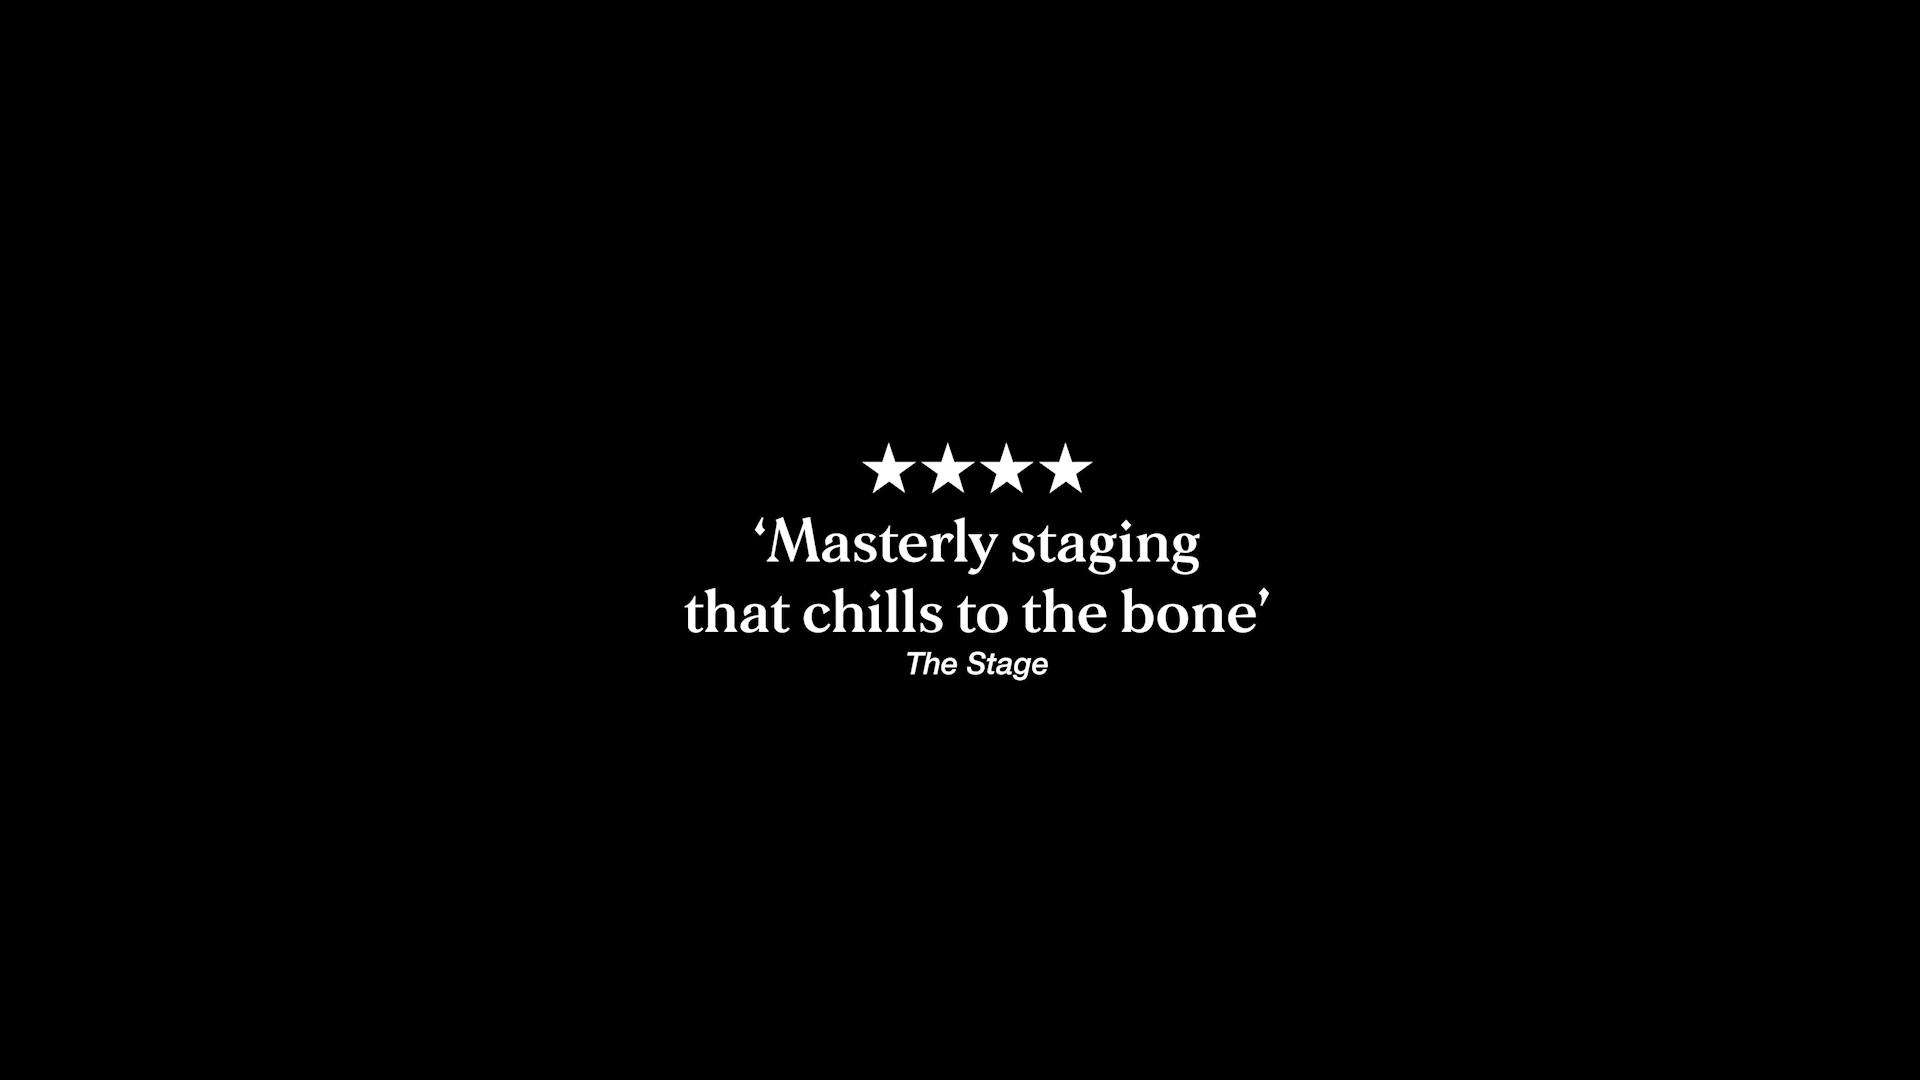 ★★★★
‘Masterly staging
that chills to the bone’
The Stage